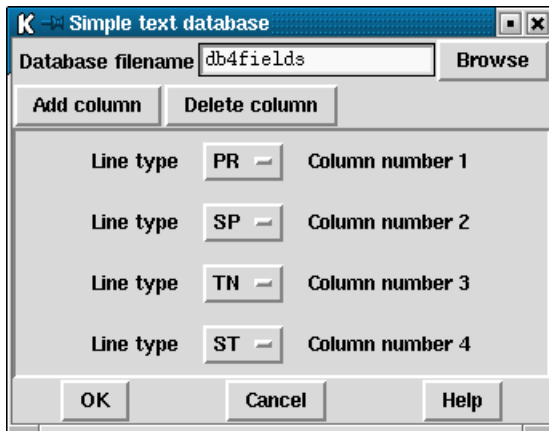 K Simple text database
Database filename db4fields Browse
Add column Delete column
Line type PR Column number 1
Line type SP Column number 2
Line type TN Column number 3
Line type ST Column number 4
OK Cancel Help